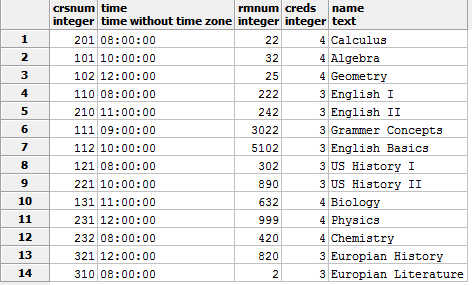 crsnum time rmnum creds name
integer time without time zone integer integer text
1 201 08:00:00 22 4 Calculus
2 101 10:00:00 32 4 Algebra
3 102 12:00:00 25 4 Geometry
4 110 08:00:00 222 3 English I
5 210 11:00:00 242 3 English II
6 111 09:00:00 3022 3 Grammer Concepts
7 112 10:00:00 5102 3 English Basics
8 121 08:00:00 302 3 US History I
9 221 10:00:00 890 3 US History II
10 131 11:00:00 632 4 Biology
11 231 12:00:00 999 4 Physics
12 232 08:00:00 420 4 Chemistry
13 321 12:00:00 820 3 Europian History
14 310 08:00:00 2 3 Europian Literature